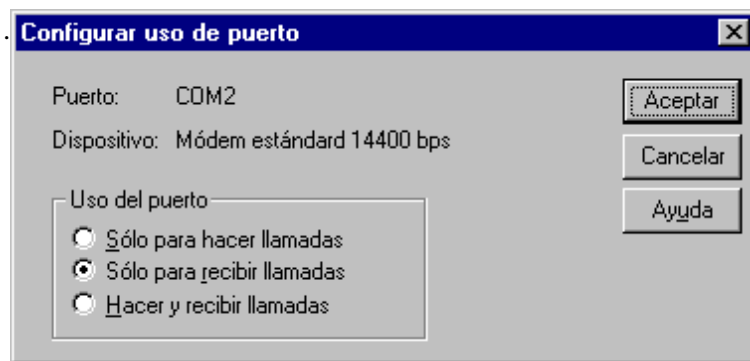 Configurar uso de puerto
Puerto: COM2
Aceptar
Dispositivo: Módem estándard 14400 bps
Cancelar
Uso del puerto
Ayuda
Sólo para hacer llamadas
Sólo para recibir llamadas
Hacer y recibir llamadas